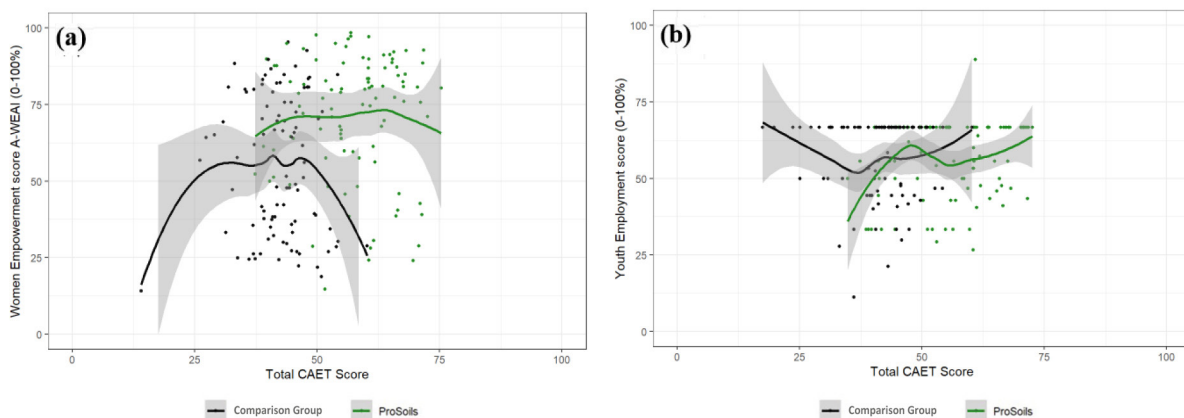 (a)
Women Empowerment score A-WEAI (0-100%)
100
75
50
25
0
0 25 50 75 100
Total CAET Score
Comparison Group ProSoils
(b)
Youth Employment score (0-100%)
100
75
50
25
0
0 25 50 75 100
Total CAET Score
Comparison Group ProSoils